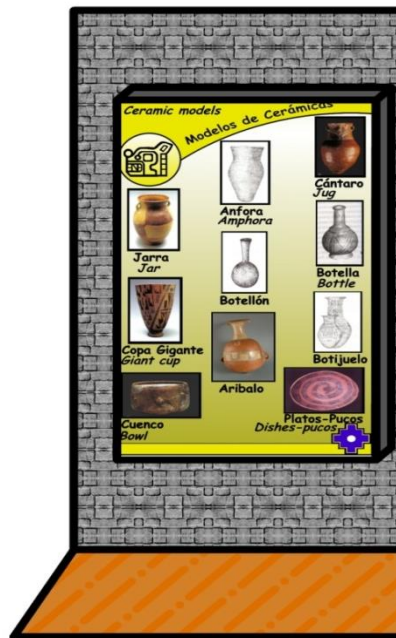 Ceramic models
Modelos de Cerámicas
Jarra
Jar
Anfora
Amphora
Cántaro
Jug
Botellón
Botella
Bottle
Copa Gigante
Giant cup
Aribalo
Botijuelo
Cuenco
Bowl
Platos-Pucos
Dishes-pucos